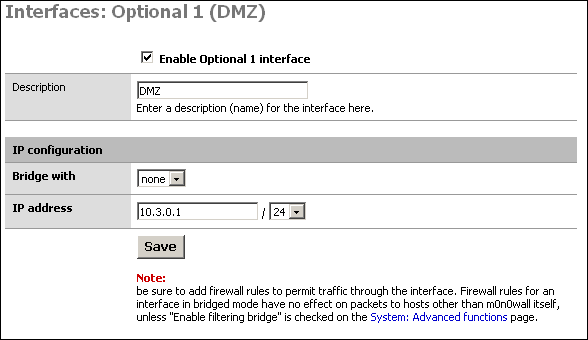 Interfaces: Optional 1 (DMZ)
Enable Optional 1 interface
Description
DMZ
Enter a description (name) for the interface here.
IP configuration
Bridge with
none
IP address
10.3.0.1 / 24
Save
Note:
be sure to add firewall rules to permit traffic through the interface. Firewall rules for an
interface in bridged mode have no effect on packets to hosts other than m0n0wall itself,
unless "Enable filtering bridge" is checked on the System: Advanced functions page.